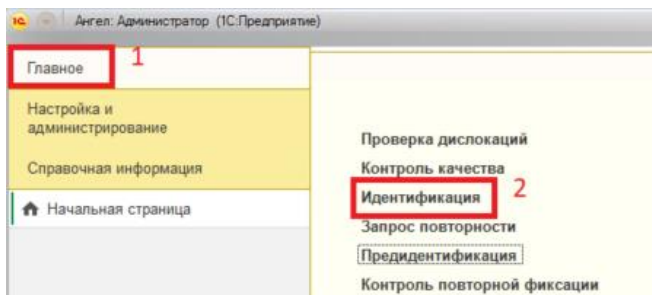 1С Ангел: Администратор (1С:Предприятие)
Главное
1
Настройка и
администрирование
Справочная информация
Начальная страница
Проверка дислокаций
Контроль качества
Идентификация
2
Запрос повторности
Предидентификация
Контроль повторной фиксации